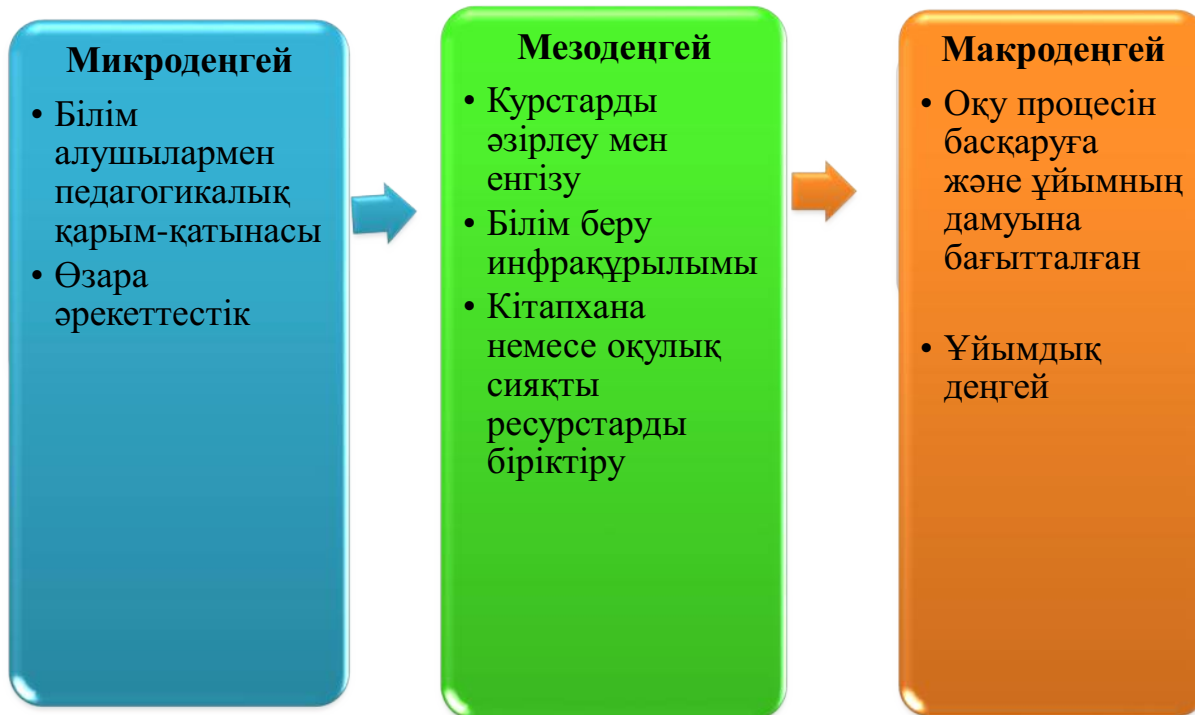 Микродеңгей
• Білім
алушылармен
педагогикалық
қарым-қатынасы
• Өзара
әрекеттестік
Мезодеңгей
• Курстарды
әзірлеу мен
енгізу
• Білім беру
инфрақұрылымы
• Кітапхана
немесе оқулық
сияқты
ресурстарды
біріктіру
Макродеңгей
• Оқу процесін
басқаруға
және ұйымның
дамуына
бағытталған
• Ұйымдық
деңгей